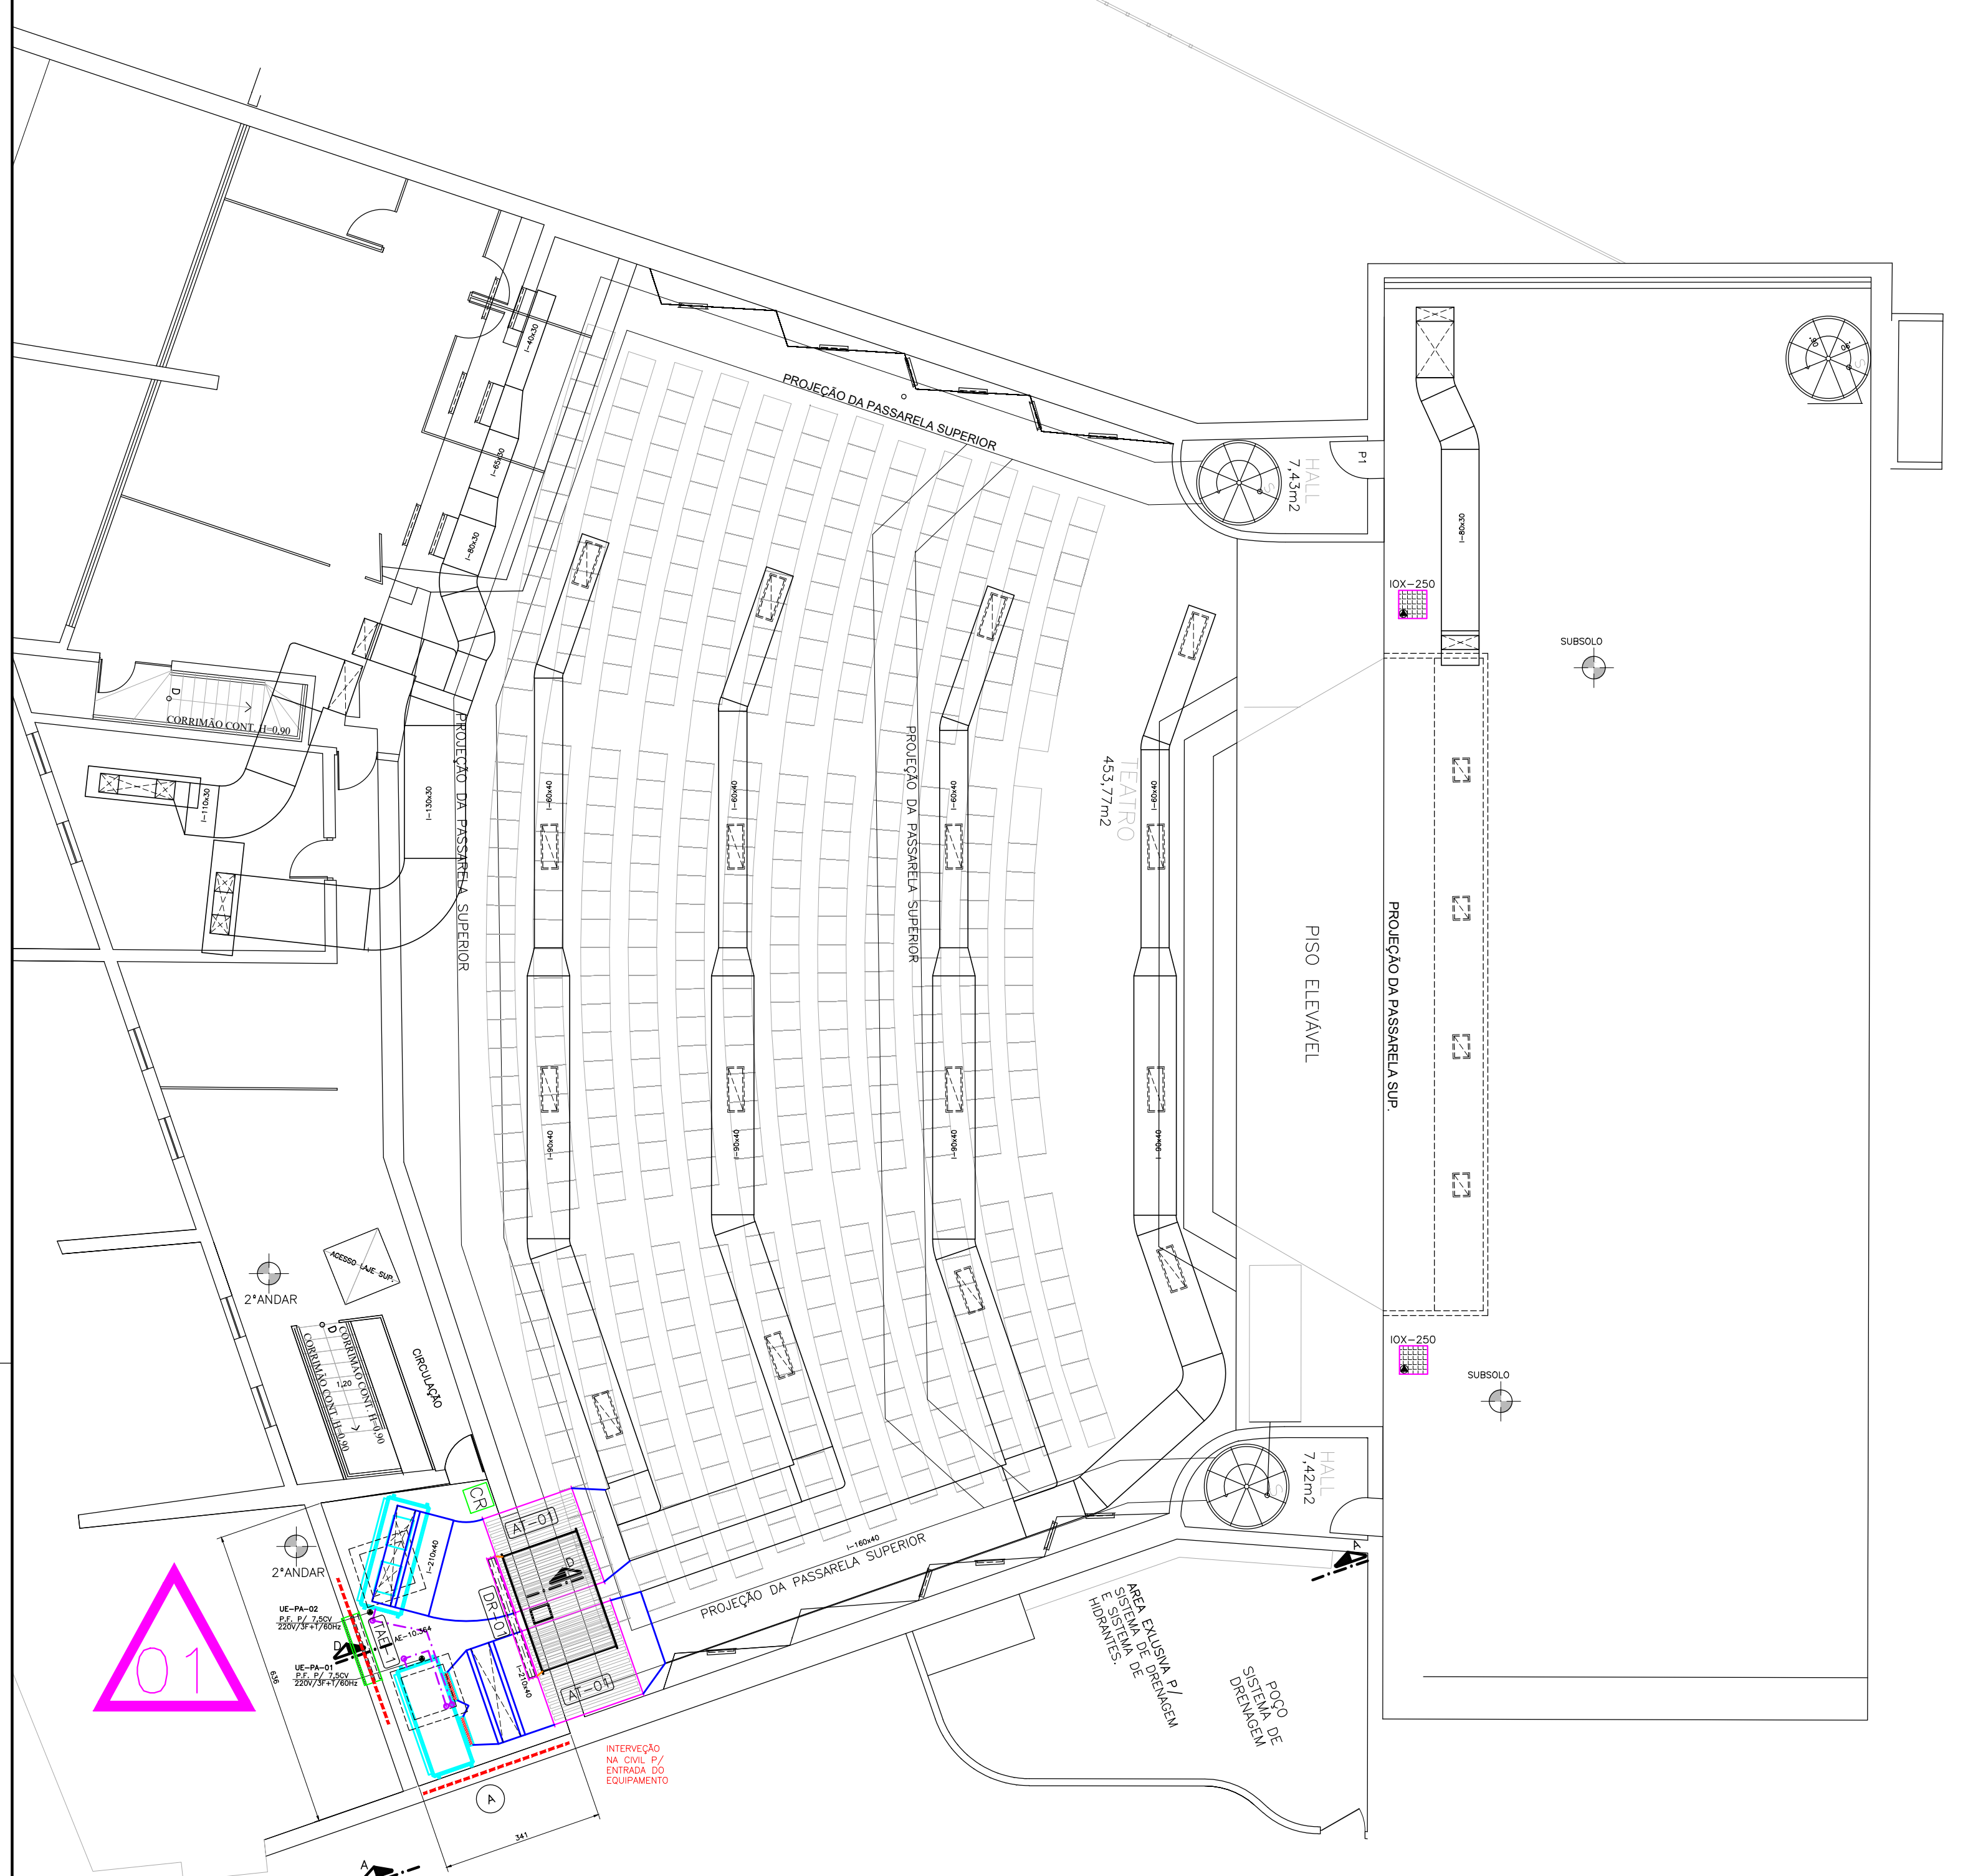 I-40x30
I-65x30
I-80x30
PROJEÇÃO DA PASSARELA SUPERIOR
HALL
7,43m2
S
P1
I-80x30
.90
.90
S
IOX-250
SUBSOLO
D
CORRIMÃO CONT. H=0,90
I-110x30
I-130x30
PROJEÇÃO DA PASSARELA SUPERIOR
I-60x40
I-60x40
PROJEÇÃO DA PASSARELA SUPERIOR
I-60x40
TEATRO
453,77m2
I-60x40
PISO ELEVÁVEL
PROJEÇÃO DA PASSARELA SUP.
I-90x40
I-90x40
I-90x40
I-90x40
ACESSO LAJE SUP.
2°ANDAR
D
CORRIMÃO CONT. H=0,90
1,20
CORRIMÃO CONT. H=0,90
CIRCULAÇÃO
IOX-250
SUBSOLO
HALL
7,42m2
S
CR
AT-01
I-210x40
2°ANDAR
UE-PA-02
P.F. P/ 7,5CV
220V/3F+T/60Hz
D
TAE-1
AE-10.364
UE-PA-01
P.F. P/ 7,5CV
220V/3F+T/60Hz
DR-01
D
I-210x40
AT-01
I-160x40
PROJEÇÃO DA PASSARELA SUPERIOR
A
ÁREA EXLUSIVA P/
SISTEMA DE DRENAGEM
E SISTEMA DE
HIDRANTES.
POÇO
SISTEMA DE
DRENAGEM
01
636
INTERVEÇÃO
NA CIVIL P/
ENTRADA DO
EQUIPAMENTO
A
341
A